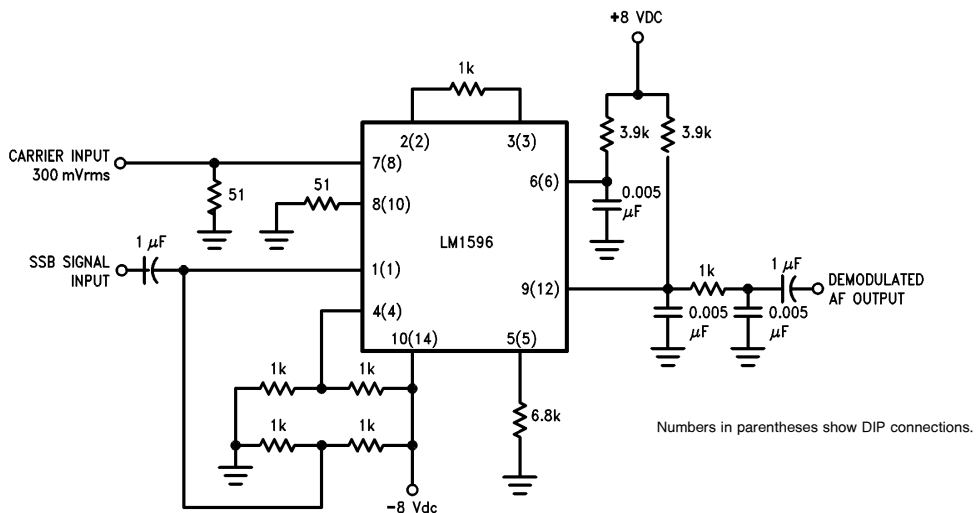 +8 VDC
1k
2(2)
3(3)
3.9k
3.9k
CARRIER INPUT
300 mVrms
7(8)
6(6)
51
51
8(10)
0.005
μF
LM1596
1 μF
SSB SIGNAL
INPUT
1(1)
9(12)
1k
1 μF
DEMODULATED
AF OUTPUT
4(4)
0.005
μF
0.005
μF
10(14)
5(5)
1k
1k
6.8k
1k
1k
Numbers in parentheses show DIP connections.
−8 Vdc